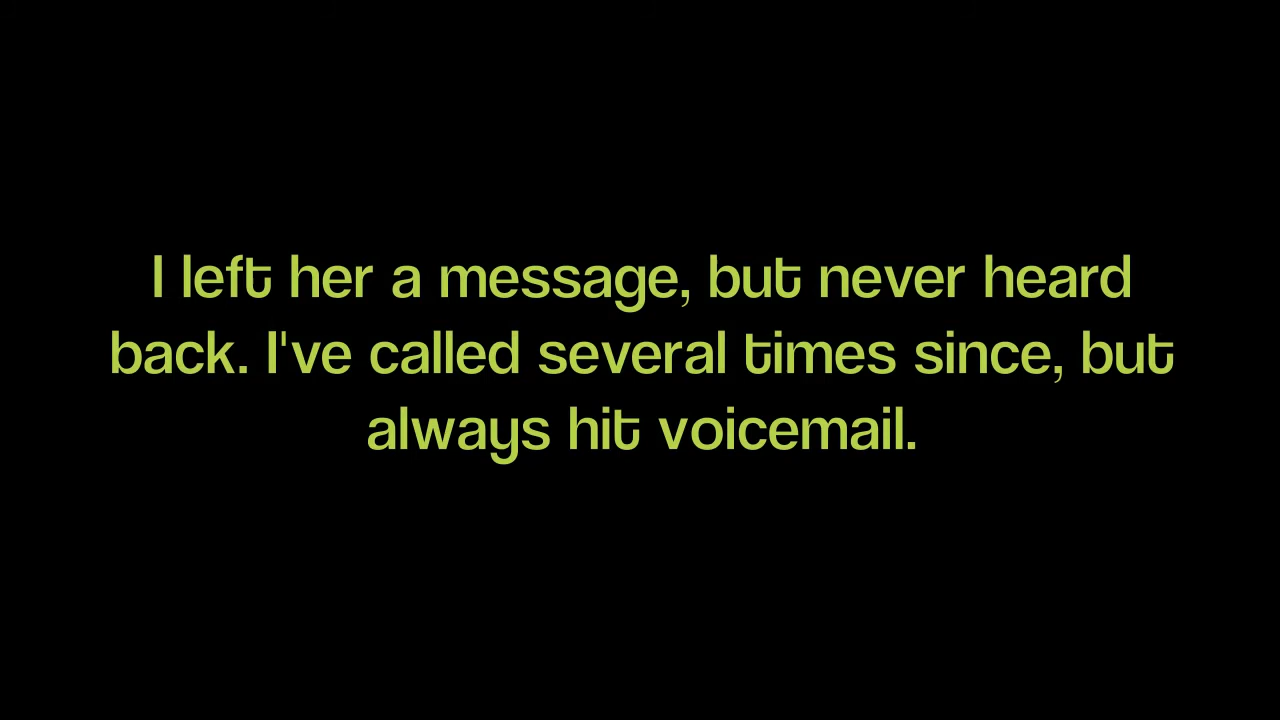 I left her a message, but never heard
back. I've called several times since, but
always hit voicemail.